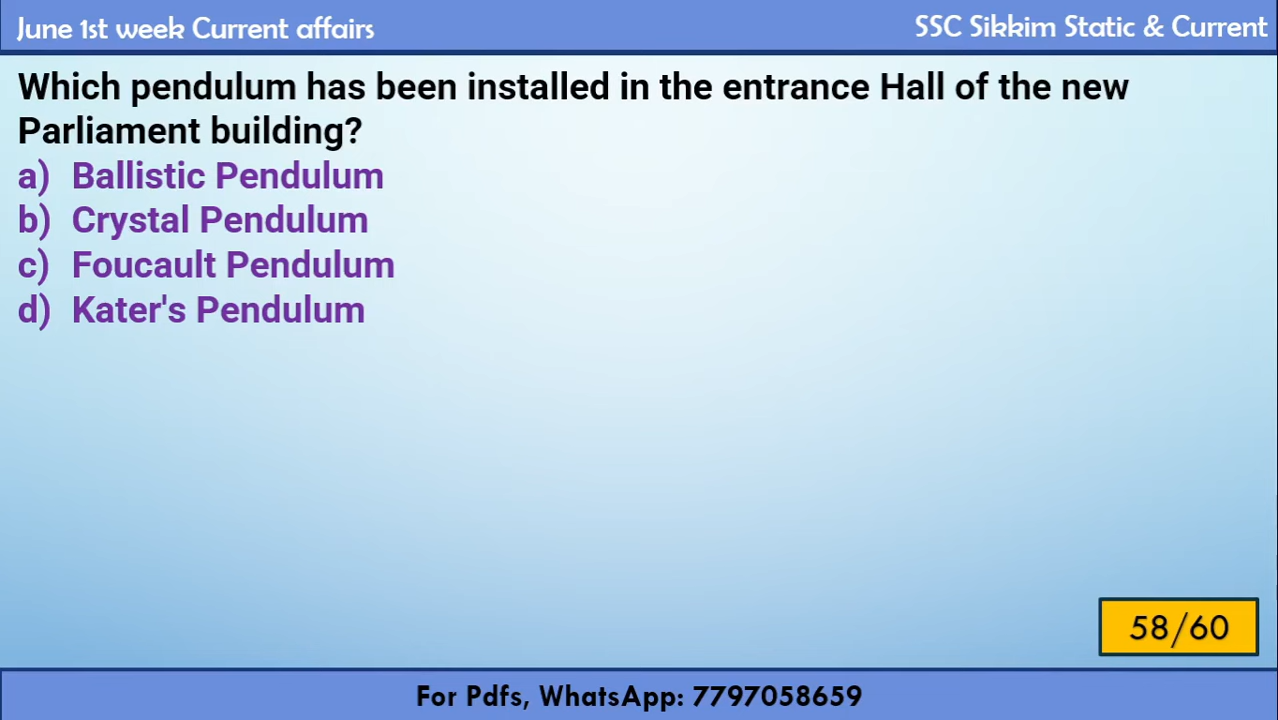 June 1st week Current affairs
SSC Sikkim Static & Current
Which pendulum has been installed in the entrance Hall of the new
Parliament building?
a) Ballistic Pendulum
b) Crystal Pendulum
c) Foucault Pendulum
d) Kater's Pendulum
58/60
For Pdfs, WhatsApp: 7797058659